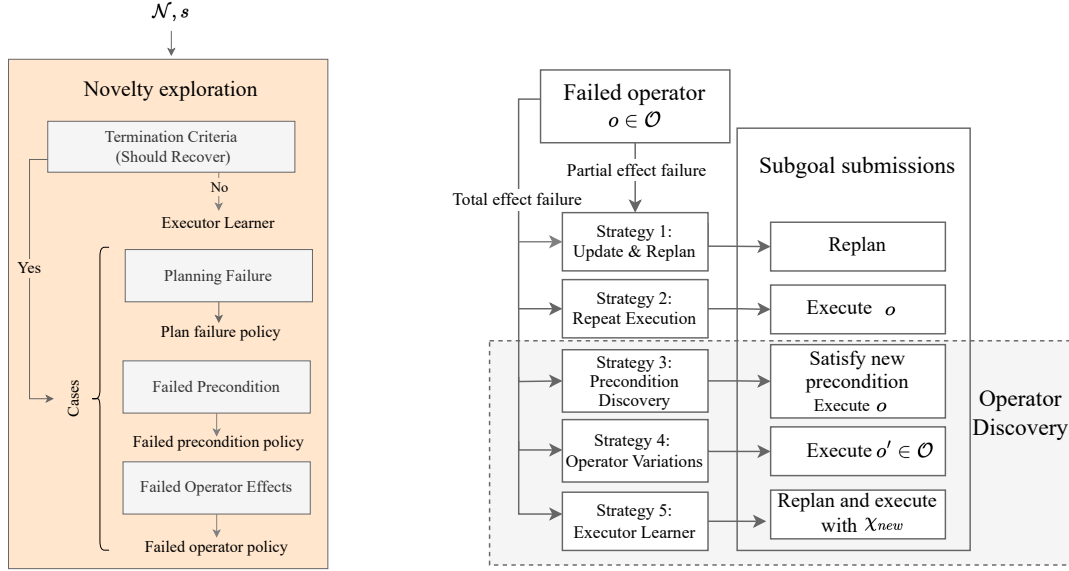 𝒩, s
Novelty exploration
Termination Criteria
(Should Recover)
No
Executor Learner
Yes
Cases
Planning Failure
Plan failure policy
Failed Precondition
Failed precondition policy
Failed Operator Effects
Failed operator policy
Failed operator
o ∈ 𝒪
Partial effect failure
Total effect failure
Subgoal submissions
Strategy 1:
Update & Replan
Replan
Strategy 2:
Repeat Execution
Execute o
Strategy 3:
Precondition
Discovery
Satisfy new
precondition
Execute o
Operator
Discovery
Strategy 4:
Operator Variations
Execute o′ ∈ 𝒪
Strategy 5:
Executor Learner
Replan and execute
with χnew